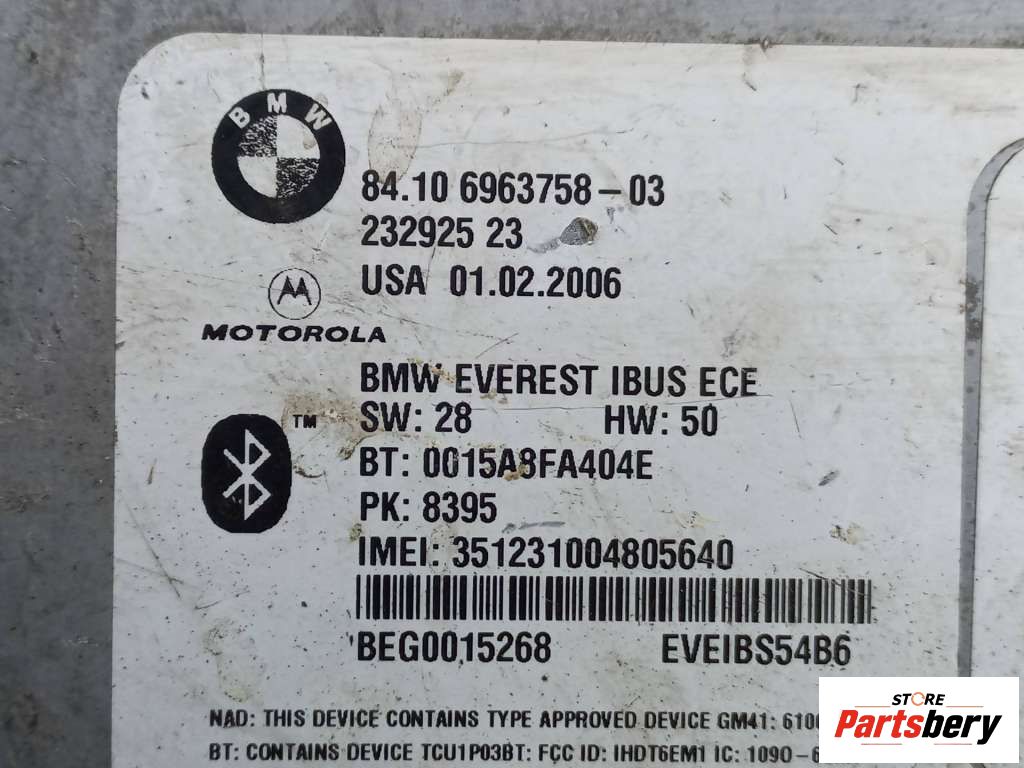 BMW
84.10 6963758-03
232925 23
USA 01.02.2006
MOTOROLA
BMW EVEREST IBUS ECE
TM
SW: 28 HW: 50
BT: 0015A8FA404E
PK: 8395
IMEI: 351231004805640
BEG0015268 EVEIBS54B6
NAD: THIS DEVICE CONTAINS TYPE APPROVED DEVICE GM41: 6100
BT: CONTAINS DEVICE TCU1P03BT: FCC ID: IHDT6EM1 IC: 1090-6
STORE
Partsbery